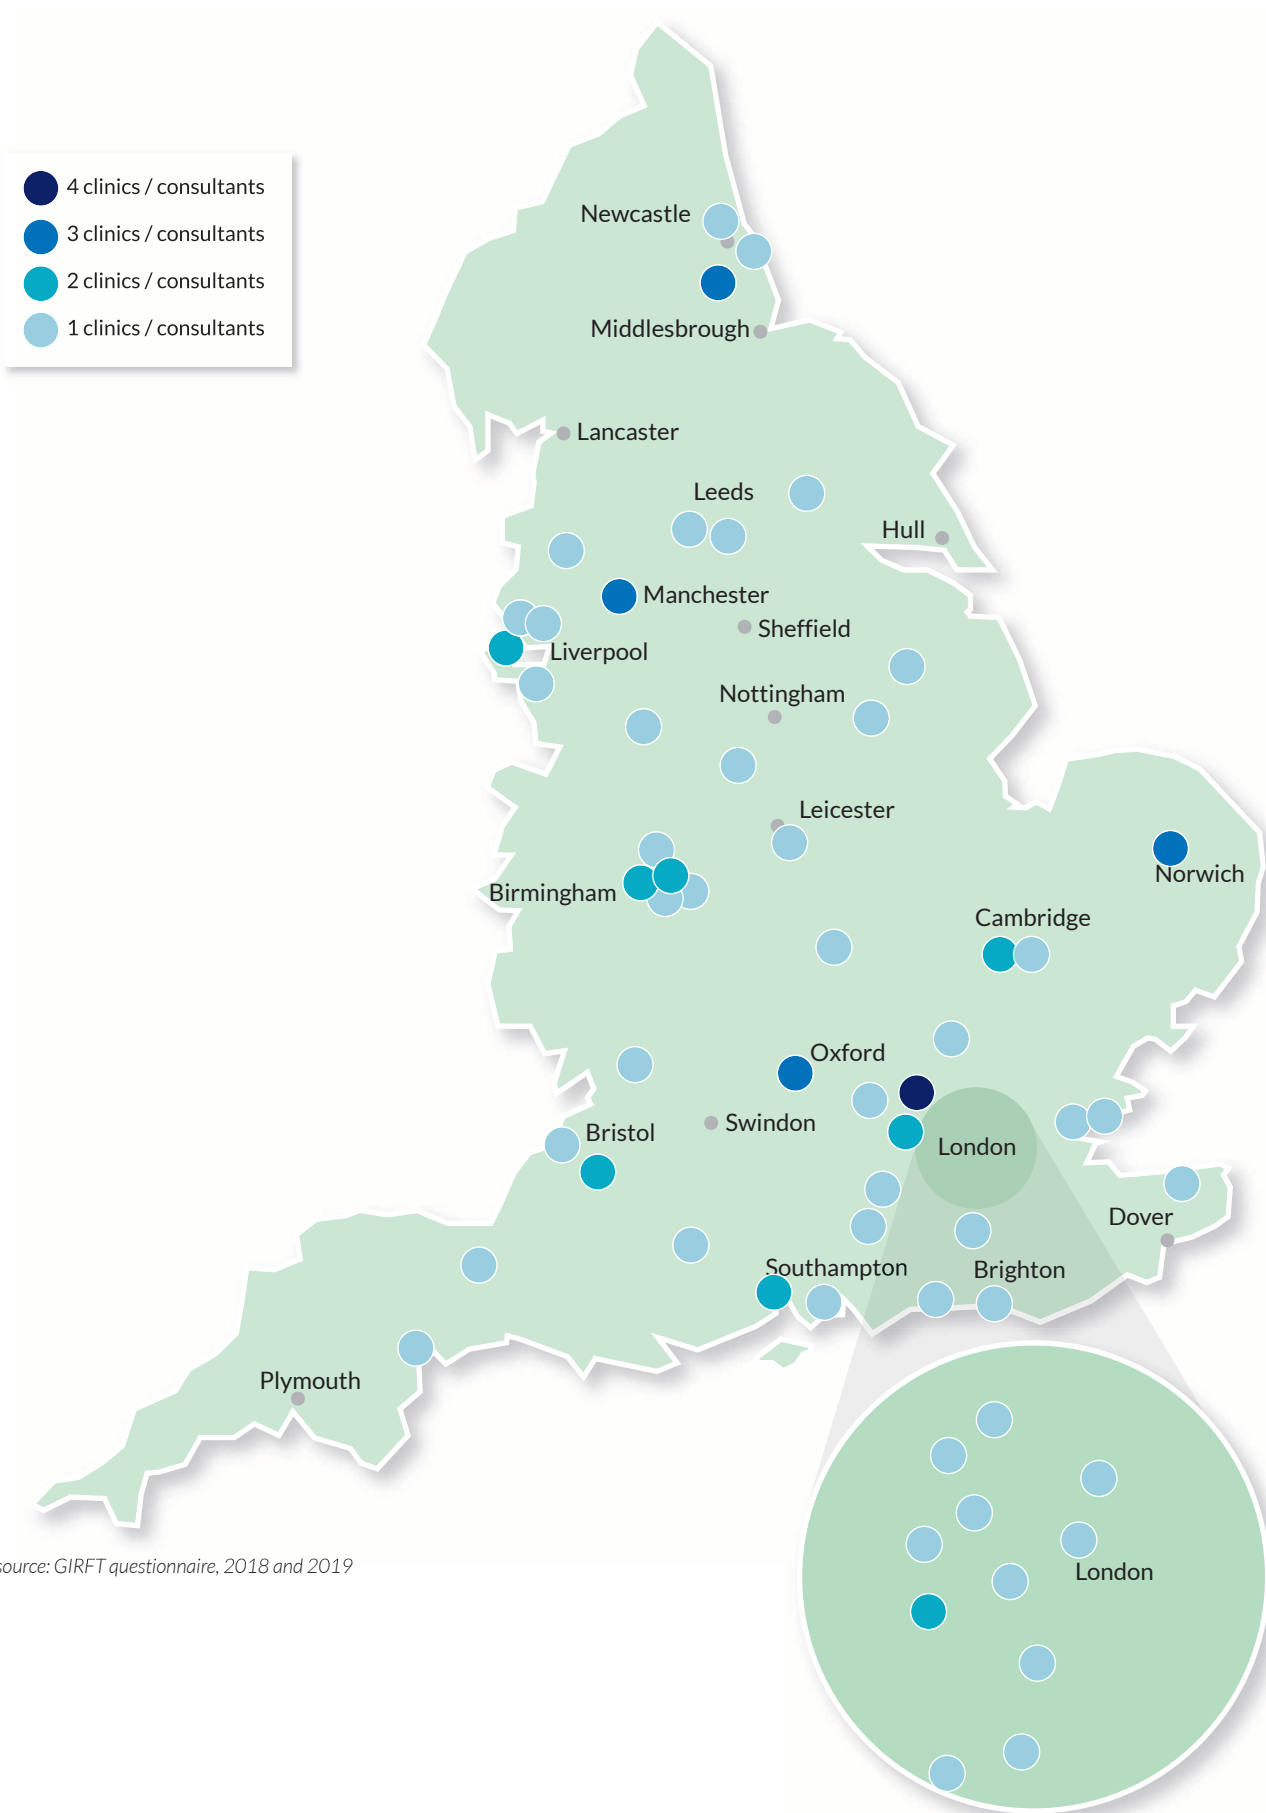 4 clinics / consultants
3 clinics / consultants
2 clinics / consultants
1 clinics / consultants
Newcastle
Middlesbrough
Lancaster
Leeds
Hull
Manchester
Sheffield
Liverpool
Nottingham
Leicester
Norwich
Birmingham
Cambridge
Oxford
Swindon
Bristol
London
Dover
Southampton
Brighton
Plymouth
source: GIRFT questionnaire, 2018 and 2019
London